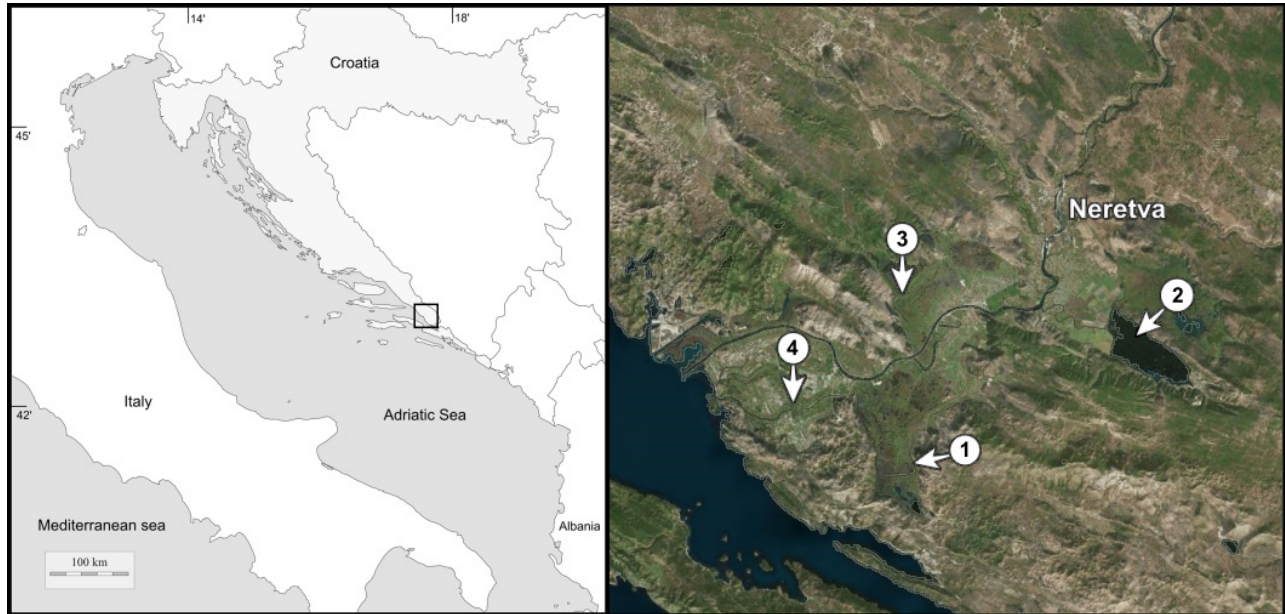 14'
18'
Croatia
45'
Italy
42'
Adriatic Sea
Mediterranean sea
Albania
100 km
Neretva
3
2
4
1